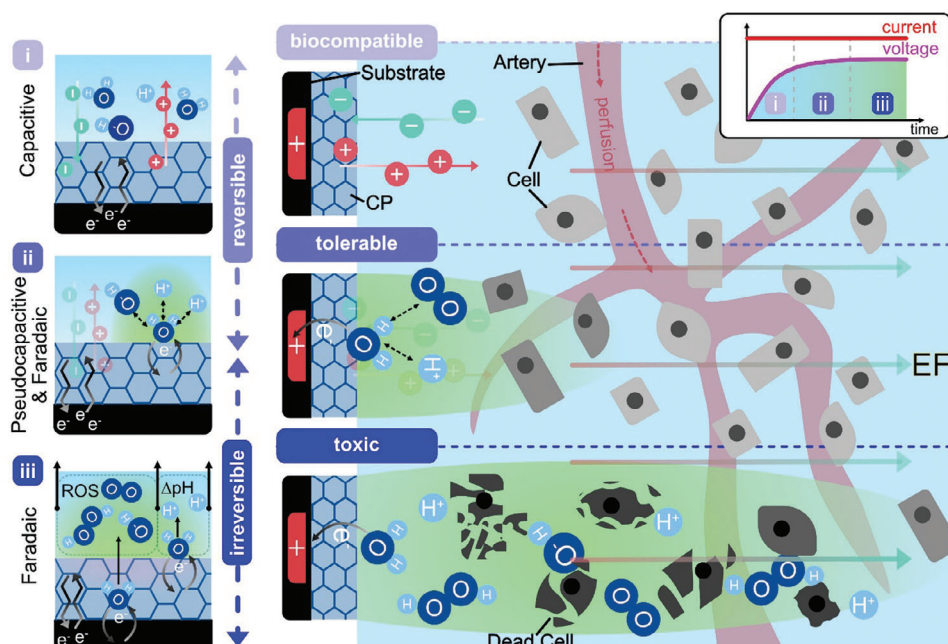 i
Capacitive
H
H
O
H⁺
H
H
O
-O
−
−
+
+
e⁻
e⁻
e⁻
ii
Pseudocapacitive
& Faradaic
H⁺
H⁺
H⁺
-O
H
H
O
−
−
+
+
e⁻
e⁻
e⁻
e⁻
iii
Faradaic
ROS
ΔpH
O
O
H
O
O
H
H
-O
H⁺
H⁺
O
H
e⁻
H
O
H
e⁻
e⁻
e⁻
e⁻
reversible
irreversible
biocompatible
Substrate
Artery
perfusion
Cell
CP
+
−
−
−
+
+
+
current
voltage
i
ii
iii
time
tolerable
+
e⁻
H
O
H
O
O
H⁺
+
+
EF
toxic
+
e⁻
H
O
H
H⁺
H
O
O
H
H
-O
H⁺
O
O
H
O
O
H
H⁺
Dead Cell